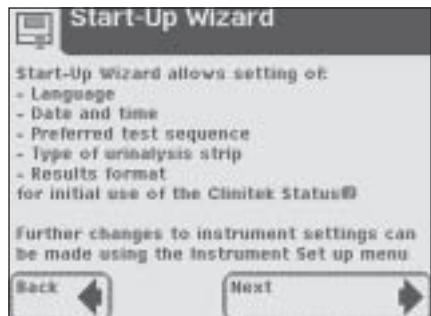 Start-Up Wizard
Start-Up Wizard allows setting of:
- Language
- Date and time
- Preferred test sequence
- Type of urinalysis strip
- Results format
for initial use of the Clinitek Status®
Further changes to instrument settings can
be made using the Instrument Set up menu
Back
Next